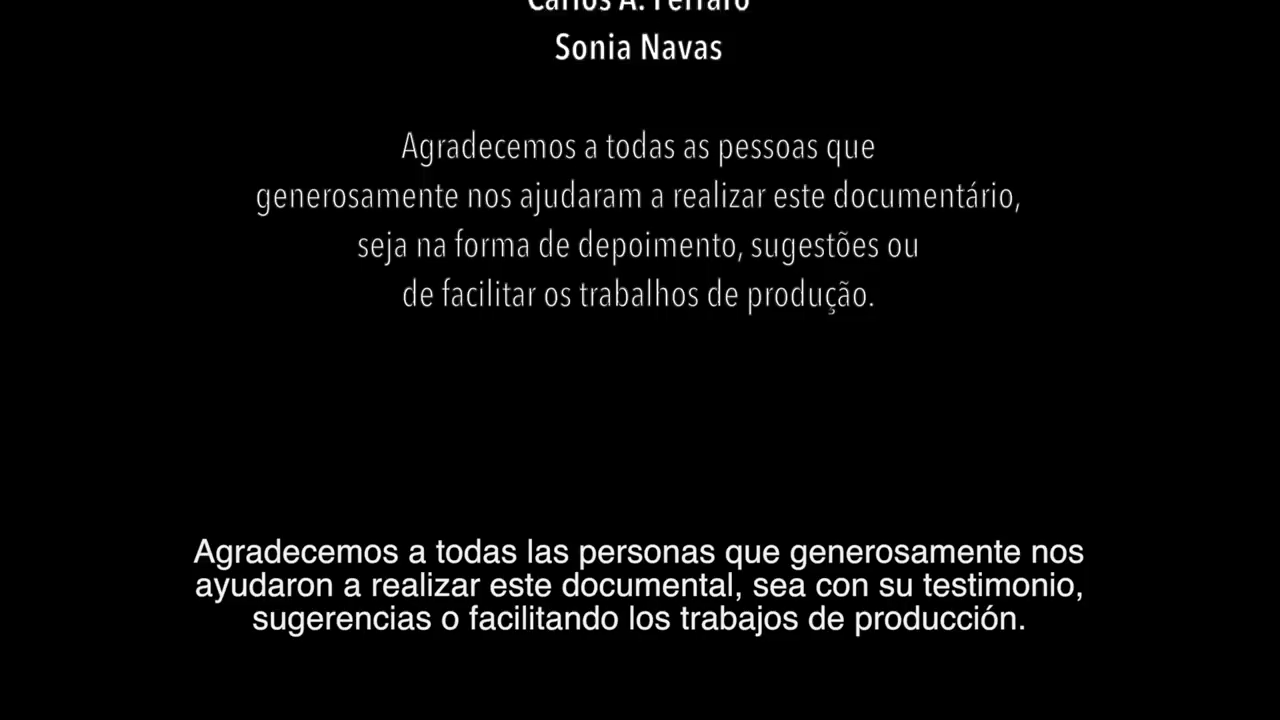 Carlos A. Ferraro
Sonia Navas
Agradecemos a todas as pessoas que
generosamente nos ajudaram a realizar este documentário,
seja na forma de depoimento, sugestões ou
de facilitar os trabalhos de produção.
Agradecemos a todas las personas que generosamente nos
ayudaron a realizar este documental, sea con su testimonio,
sugerencias o facilitando los trabajos de producción.